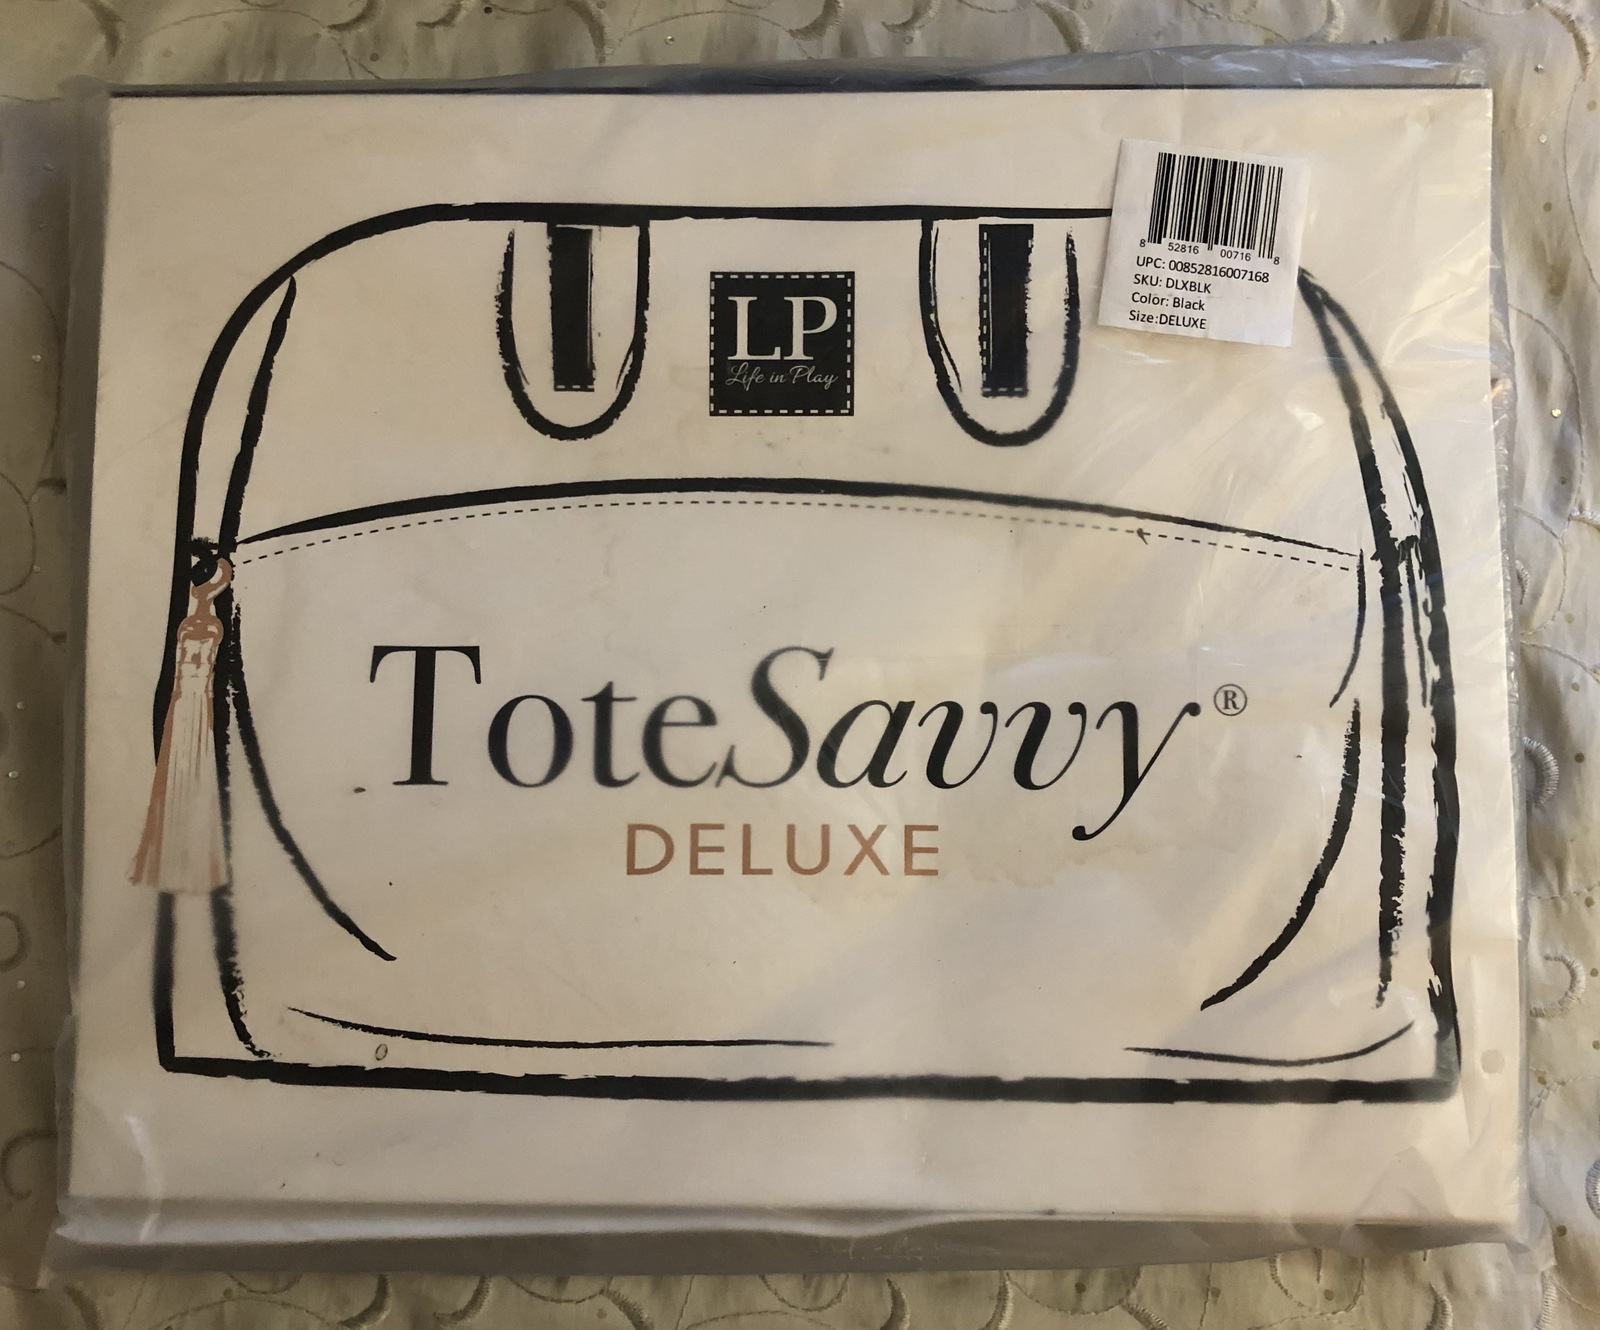 8 52816 00716 8
UPC: 00852816007168
SKU: DLXBLK
Color: Black
Size:DELUXE
LP
Life in Play
ToteSavvy®
DELUXE